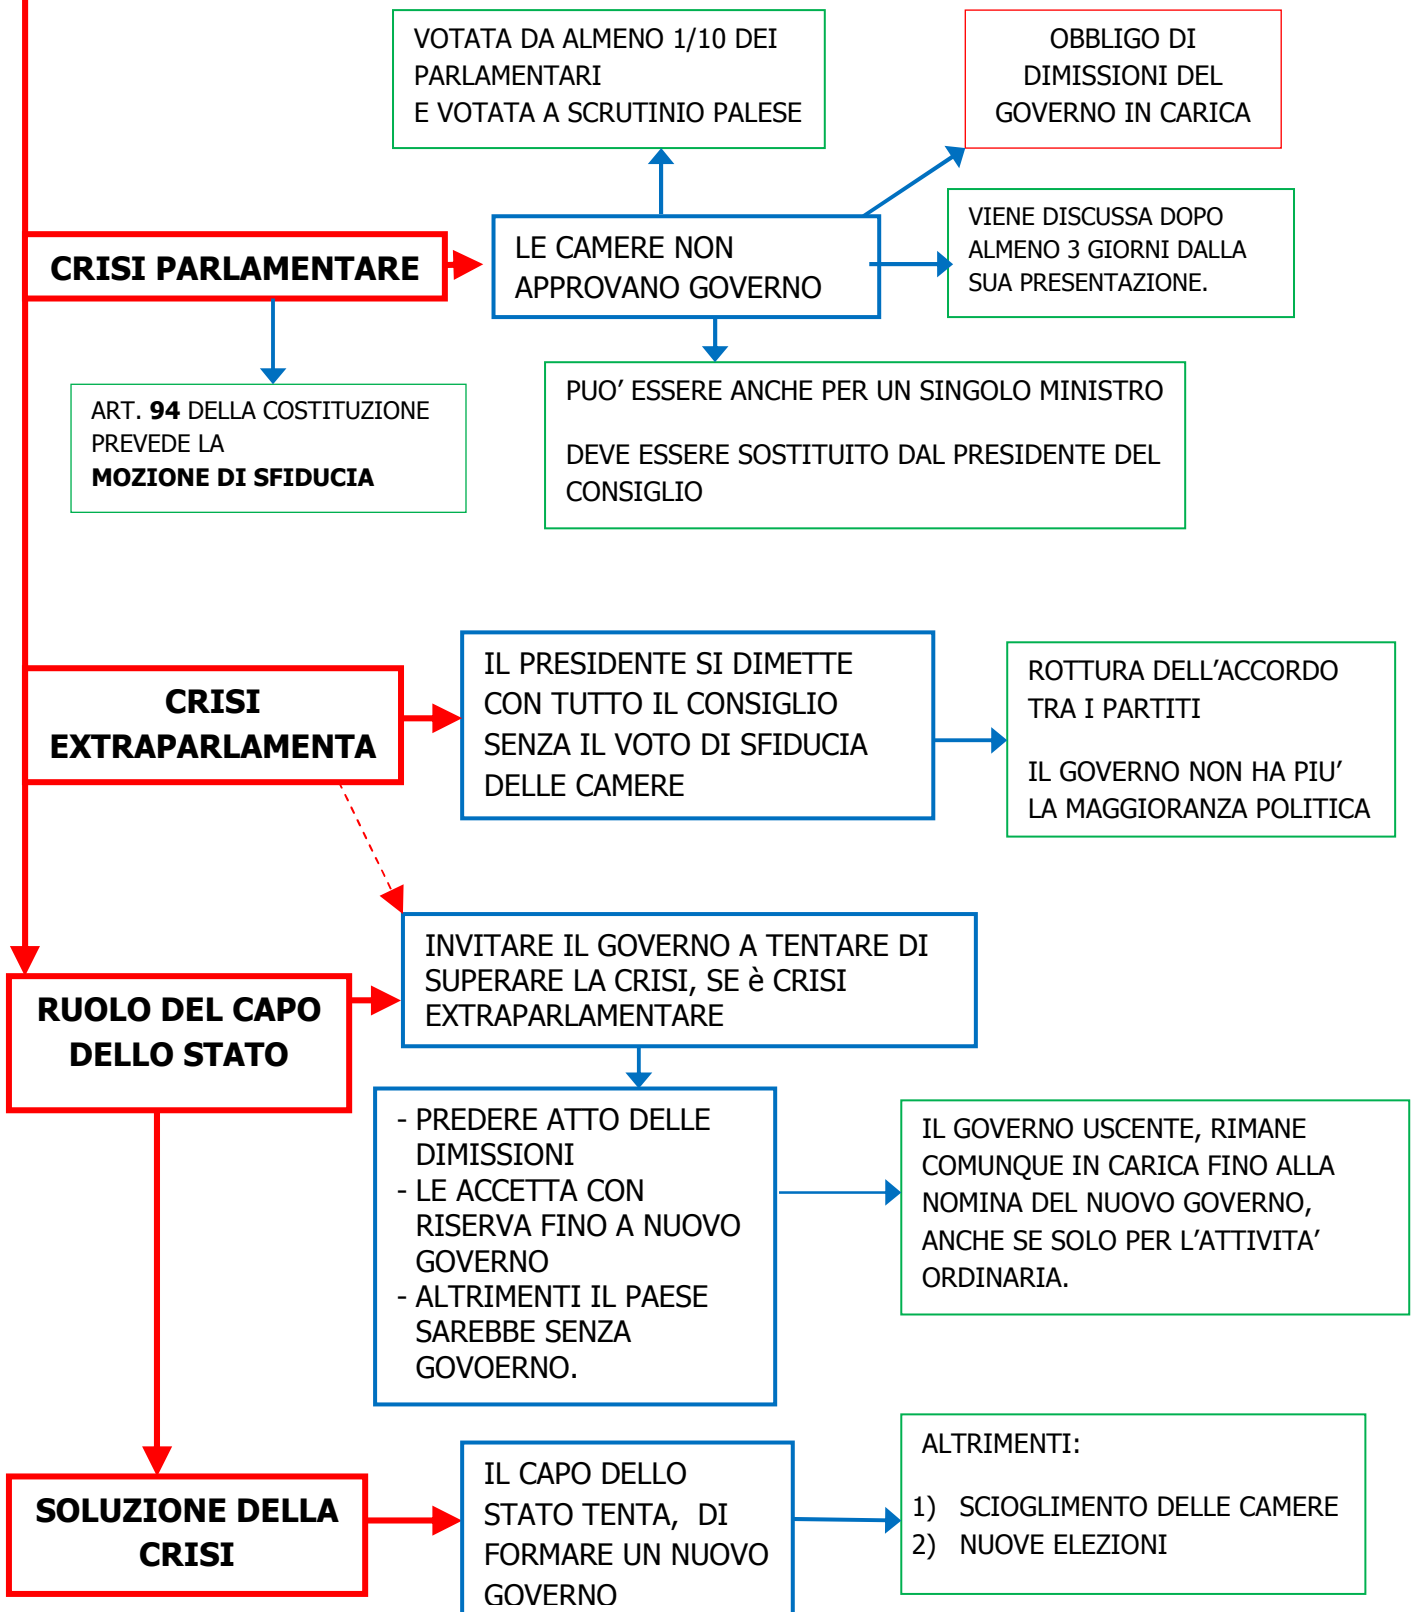 VOTATA DA ALMENO 1/10 DEI
PARLAMENTARI
E VOTATA A SCRUTINIO PALESE
OBBLIGO DI
DIMISSIONI DEL
GOVERNO IN CARICA
CRISI PARLAMENTARE
LE CAMERE NON
APPROVANO GOVERNO
VIENE DISCUSSA DOPO
ALMENO 3 GIORNI DALLA
SUA PRESENTAZIONE.
ART. 94 DELLA COSTITUZIONE
PREVEDE LA
MOZIONE DI SFIDUCIA
PUO’ ESSERE ANCHE PER UN SINGOLO MINISTRO
DEVE ESSERE SOSTITUITO DAL PRESIDENTE DEL
CONSIGLIO
CRISI
EXTRAPARLAMENTA
IL PRESIDENTE SI DIMETTE
CON TUTTO IL CONSIGLIO
SENZA IL VOTO DI SFIDUCIA
DELLE CAMERE
ROTTURA DELL’ACCORDO
TRA I PARTITI
IL GOVERNO NON HA PIU’
LA MAGGIORANZA POLITICA
RUOLO DEL CAPO
DELLO STATO
INVITARE IL GOVERNO A TENTARE DI
SUPERARE LA CRISI, SE è CRISI
EXTRAPARLAMENTARE
- PREDERE ATTO DELLE
DIMISSIONI
- LE ACCETTA CON
RISERVA FINO A NUOVO
GOVERNO
- ALTRIMENTI IL PAESE
SAREBBE SENZA
GOVOERNO.
IL GOVERNO USCENTE, RIMANE
COMUNQUE IN CARICA FINO ALLA
NOMINA DEL NUOVO GOVERNO,
ANCHE SE SOLO PER L’ATTIVITA’
ORDINARIA.
SOLUZIONE DELLA
CRISI
IL CAPO DELLO
STATO TENTA, DI
FORMARE UN NUOVO
GOVERNO
ALTRIMENTI:
1) SCIOGLIMENTO DELLE CAMERE
2) NUOVE ELEZIONI